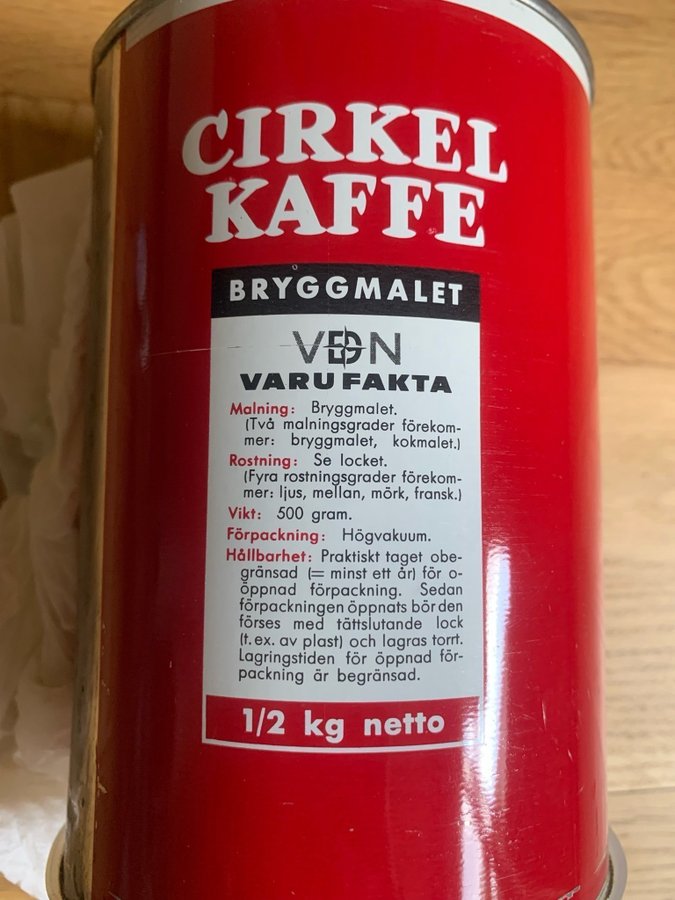 CIRKEL
KAFFE
BRYGGMALET
VDN
VARUFAKTA
Malning: Bryggmalet.
(Två malningsgrader förekom-
mer: bryggmalet, kokmalet.)
Rostning: Se locket.
(Fyra rostningsgrader förekom-
mer: ljus, mellan, mörk, fransk.)
Vikt: 500 gram.
Förpackning: Högvakuum.
Hållbarhet: Praktiskt taget obe-
gränsad (= minst ett år) för o-
öppnad förpackning. Sedan
förpackningen öppnats bör den
förses med tättslutande lock
(t.ex. av plast) och lagras torrt.
Lagringstiden för öppnad för-
packning är begränsad.
1/2 kg netto